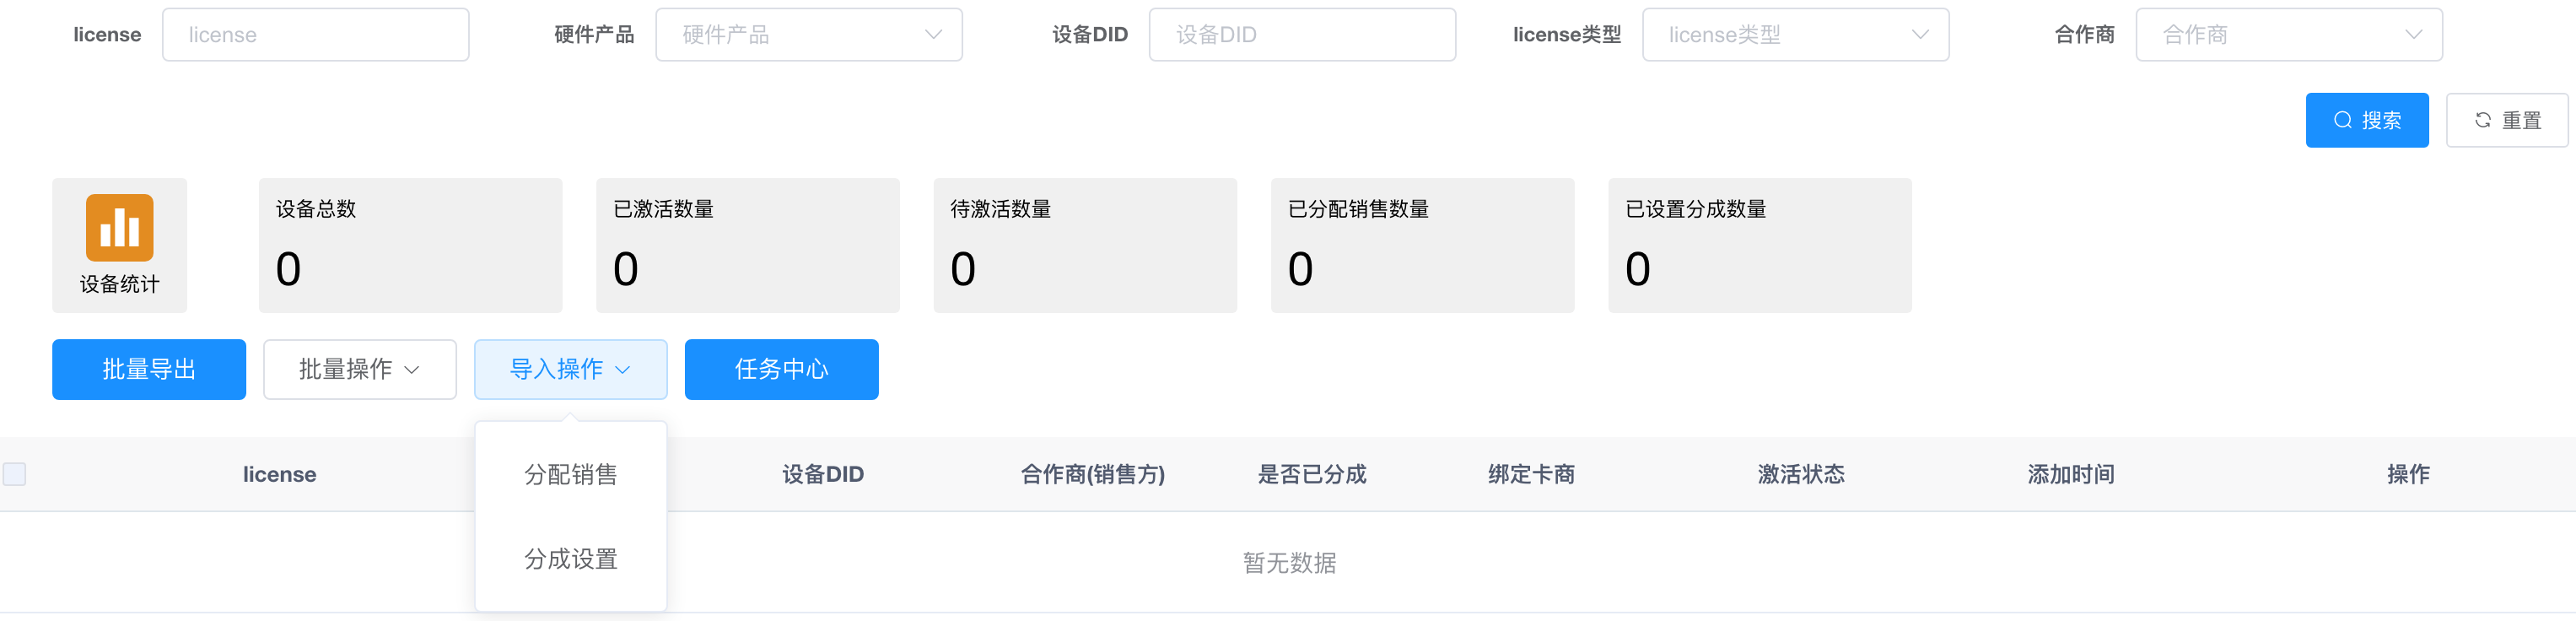 license license 硬件产品 硬件产品 设备DID 设备DID license类型 license类型 合作商 合作商
搜索 重置
设备统计
设备总数
0
已激活数量
0
待激活数量
0
已分配销售数量
0
已设置分成数量
0
批量导出 批量操作 导入操作 任务中心
分配销售
分成设置
license 设备DID 合作商(销售方) 是否已分成 绑定卡商 激活状态 添加时间 操作
暂无数据